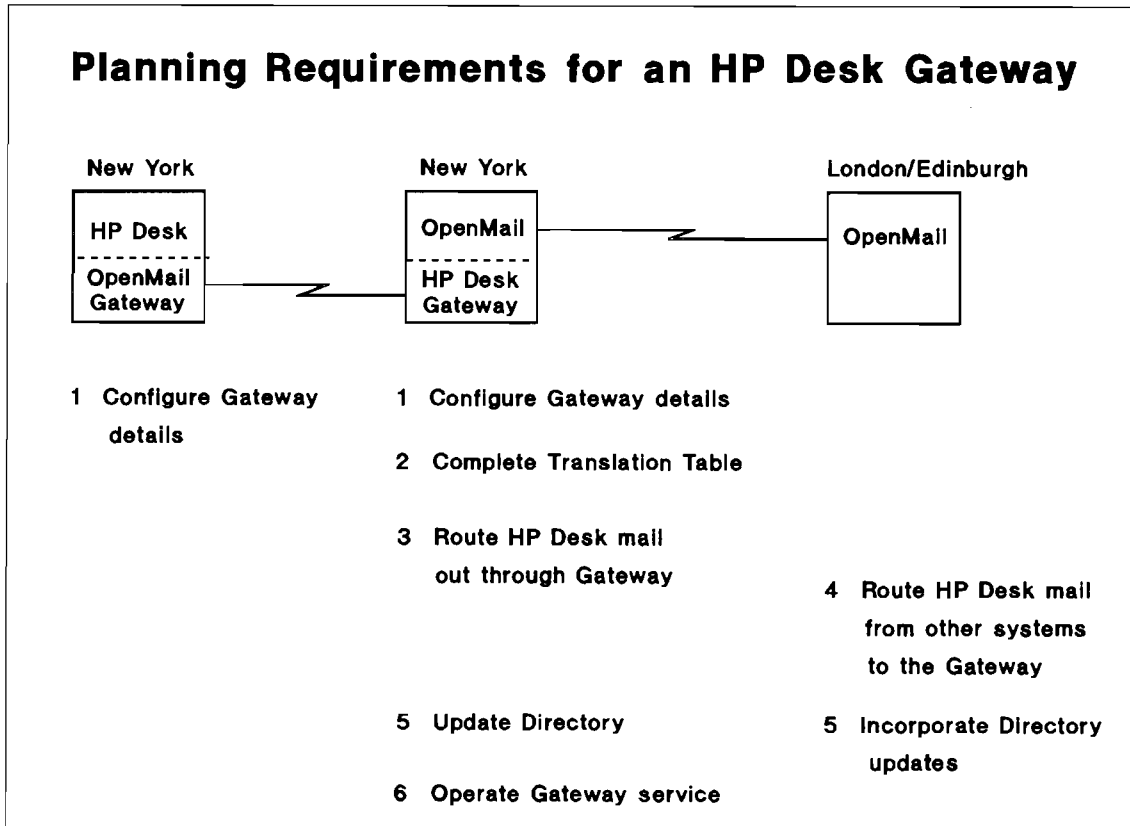 Planning Requirements for an HP Desk Gateway
New York
HP Desk
OpenMail
Gateway
New York
OpenMail
HP Desk
Gateway
London/Edinburgh
OpenMail
1 Configure Gateway
details
1 Configure Gateway details
2 Complete Translation Table
3 Route HP Desk mail
out through Gateway
4 Route HP Desk mail
from other systems
to the Gateway
5 Update Directory
5 Incorporate Directory
updates
6 Operate Gateway service